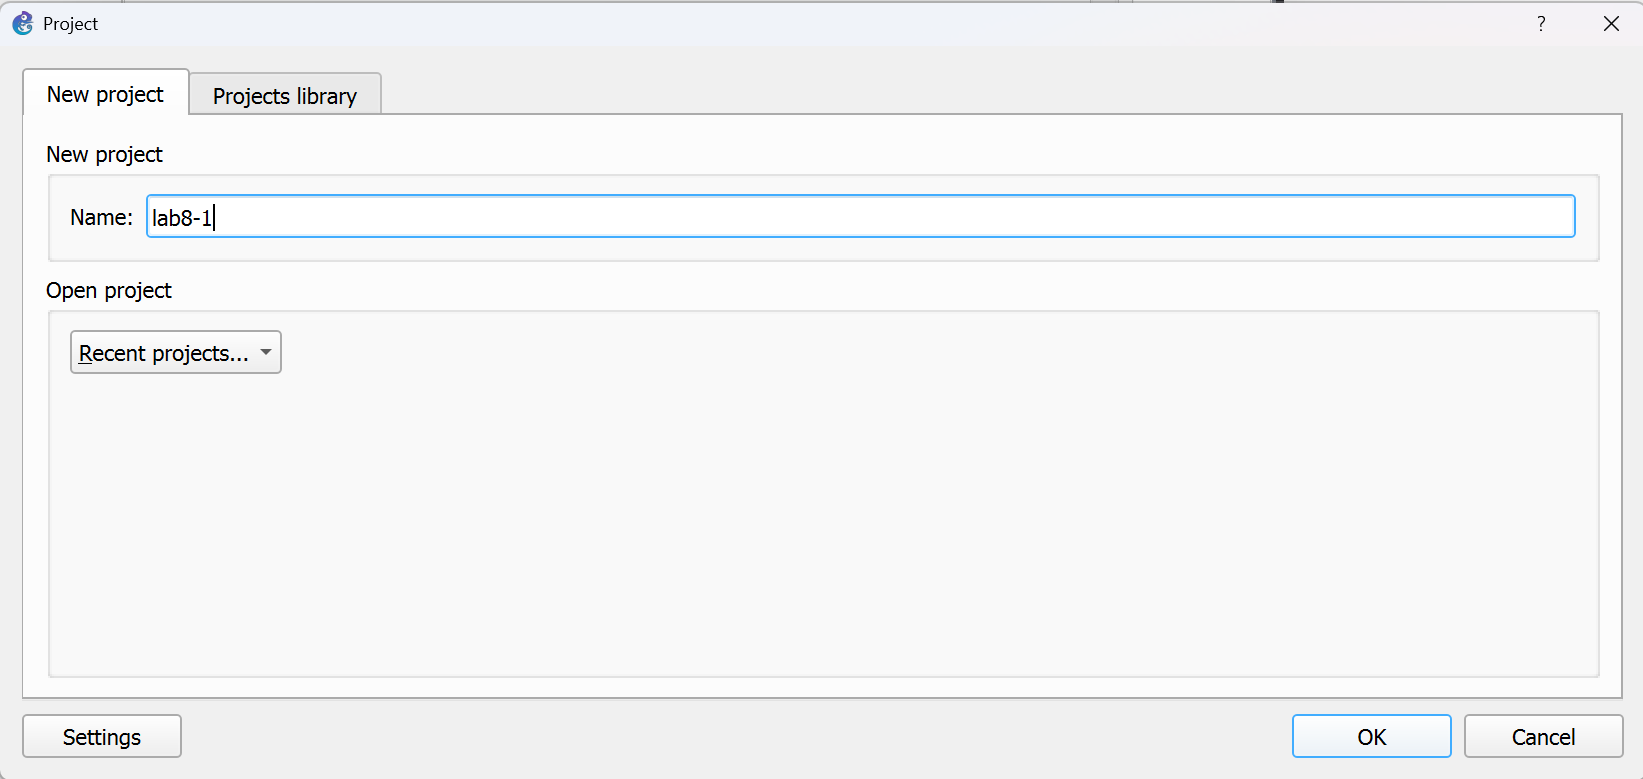 Project
?
New project
Projects library
New project
Name: lab8-1
Open project
Recent projects...
Settings
OK
Cancel